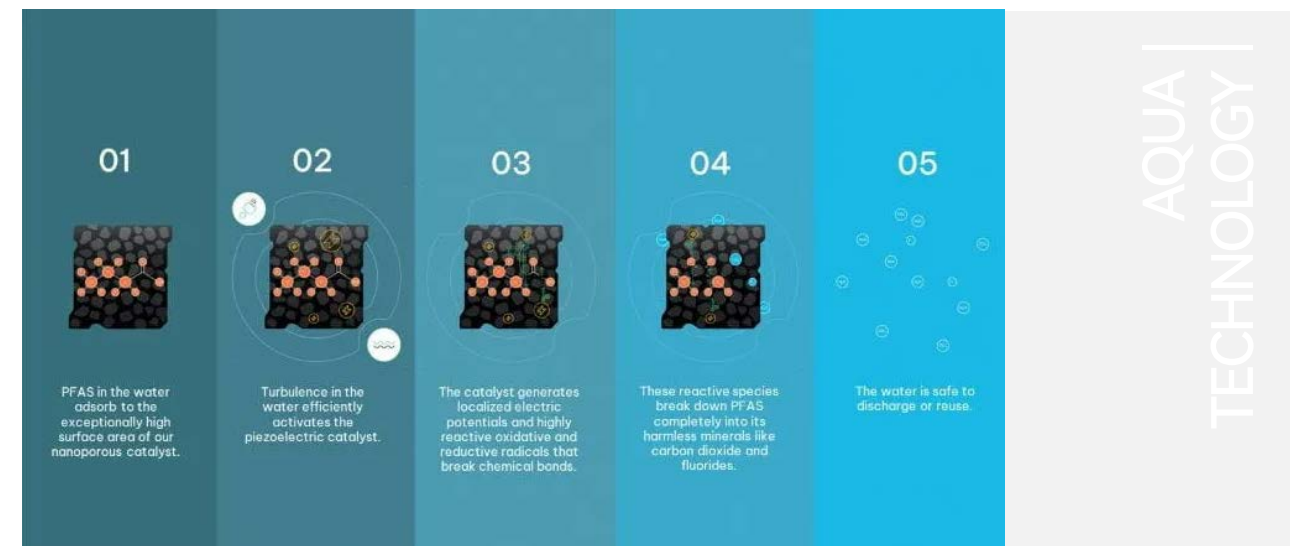 01
PFAS in the water
adsorb to the
exceptionally high
surface area of our
nanoporous catalyst.
02
Turbulence in the
water efficiently
activates the
piezoelectric catalyst.
03
The catalyst generates
localized electric
potentials and highly
reactive oxidative and
reductive radicals that
break chemical bonds.
04
These reactive species
break down PFAS
completely into its
harmless minerals like
carbon dioxide and
fluorides.
05
The water is safe to
discharge or reuse.
AQUA |
TECHNOLOGY |